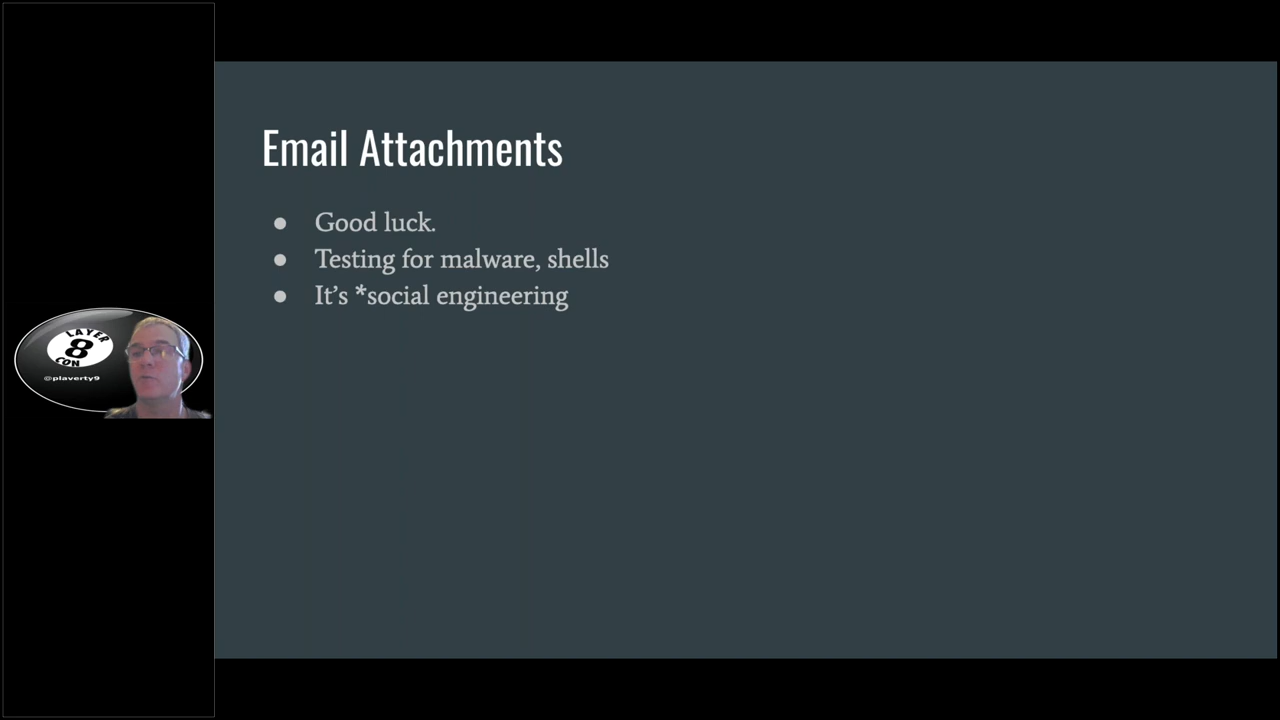 Email Attachments
● Good luck.
● Testing for malware, shells
● It's *social engineering
LAYER
8
CON
@plaverty9